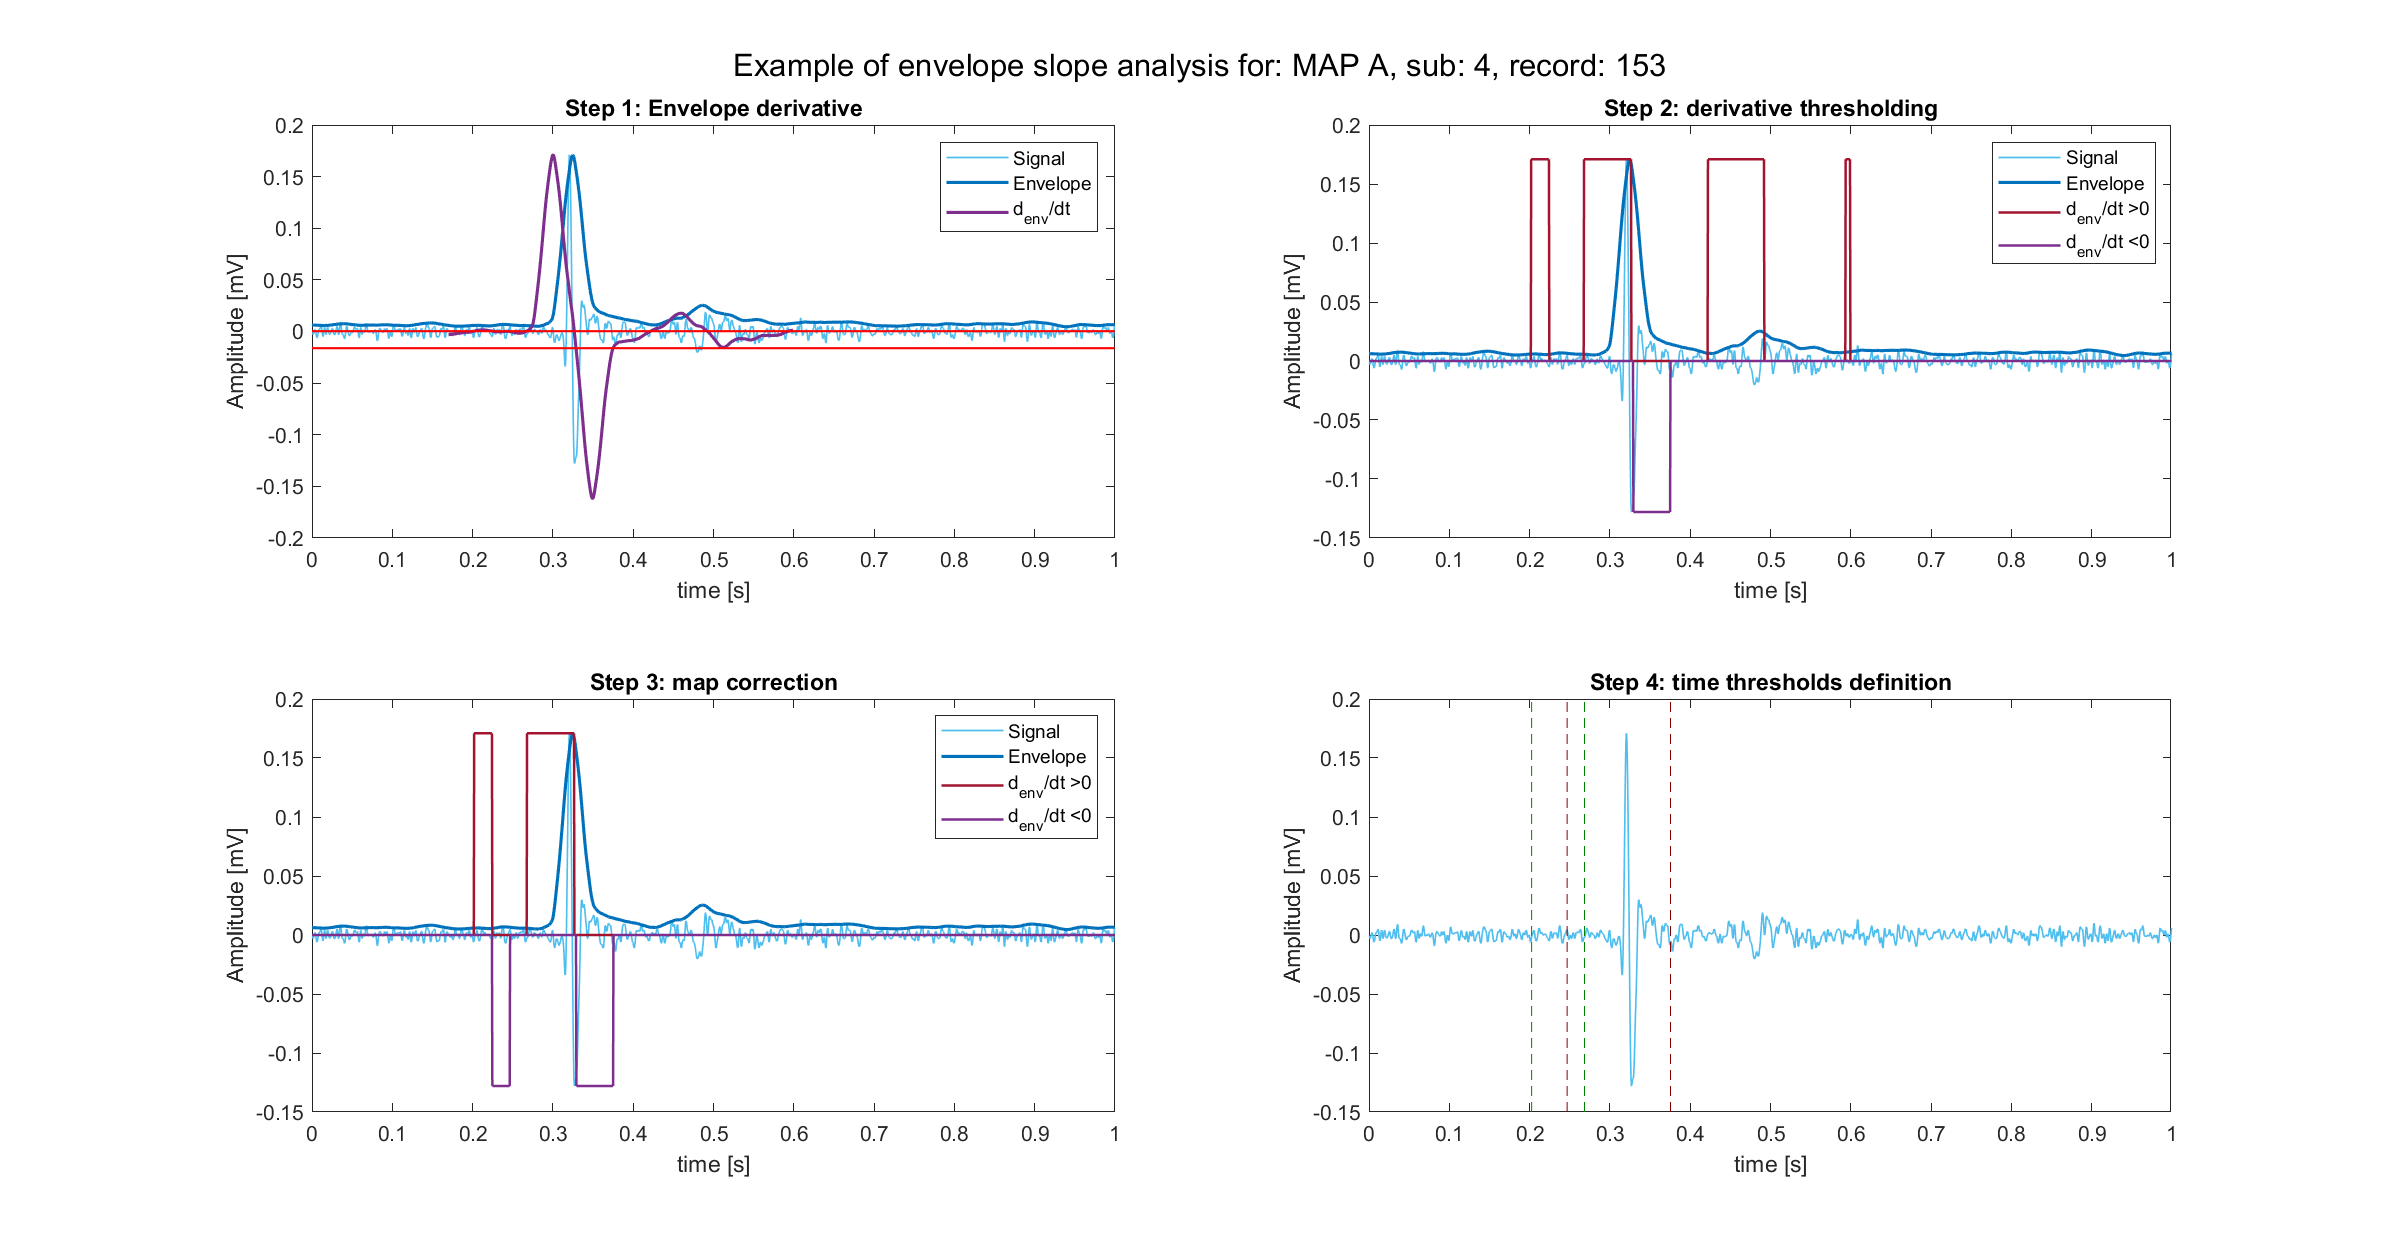 Example of envelope slope analysis for: MAP A, sub: 4, record: 153
Step 1: Envelope derivative
0.2
0.15
0.1
0.05
0
-0.05
-0.1
-0.15
-0.2
Amplitude [mV]
0 0.1 0.2 0.3 0.4 0.5 0.6 0.7 0.8 0.9 1
time [s]
Signal
Envelope
d_env/dt
Step 2: derivative thresholding
0.2
0.15
0.1
0.05
0
-0.05
-0.1
-0.15
Amplitude [mV]
0 0.1 0.2 0.3 0.4 0.5 0.6 0.7 0.8 0.9 1
time [s]
Signal
Envelope
d_env/dt >0
d_env/dt <0
Step 3: map correction
0.2
0.15
0.1
0.05
0
-0.05
-0.1
-0.15
Amplitude [mV]
0 0.1 0.2 0.3 0.4 0.5 0.6 0.7 0.8 0.9 1
time [s]
Signal
Envelope
d_env/dt >0
d_env/dt <0
Step 4: time thresholds definition
0.2
0.15
0.1
0.05
0
-0.05
-0.1
-0.15
Amplitude [mV]
0 0.1 0.2 0.3 0.4 0.5 0.6 0.7 0.8 0.9 1
time [s]